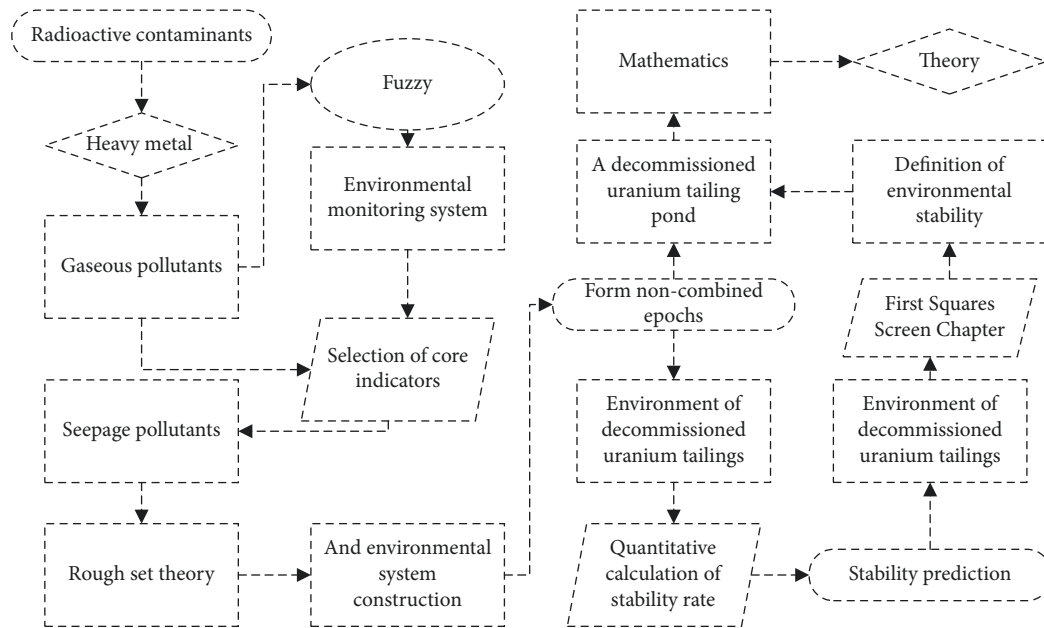 Radioactive contaminants
Heavy metal
Gaseous pollutants
Fuzzy
Environmental
monitoring system
Selection of core
indicators
Seepage pollutants
Rough set theory
And environmental
system
construction
Form non-combined
epochs
A decommissioned
uranium tailing
pond
Mathematics
Theory
Environment of
decommissioned
uranium tailings
Quantitative
calculation of
stability rate
Stability prediction
Environment of
decommissioned
uranium tailings
First Squares
Screen Chapter
Definition of
environmental
stability